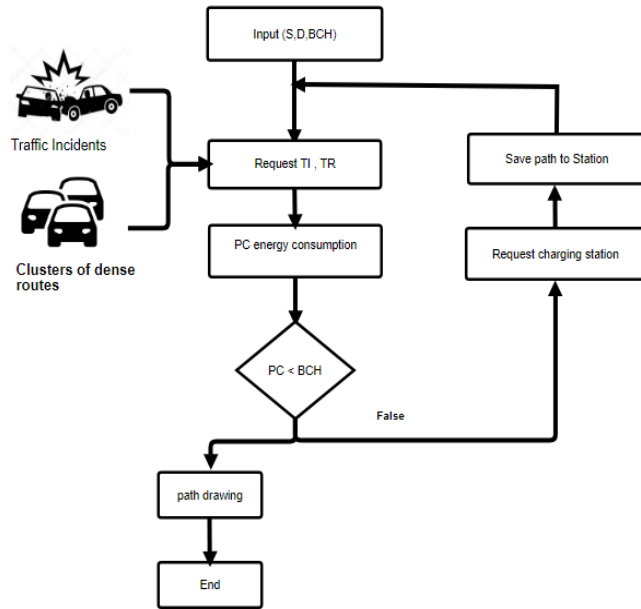 Input (S,D,BCH)
Traffic Incidents
Request TI , TR
Save path to Station
Clusters of dense
routes
PC energy consumption
Request charging station
PC < BCH
False
path drawing
End